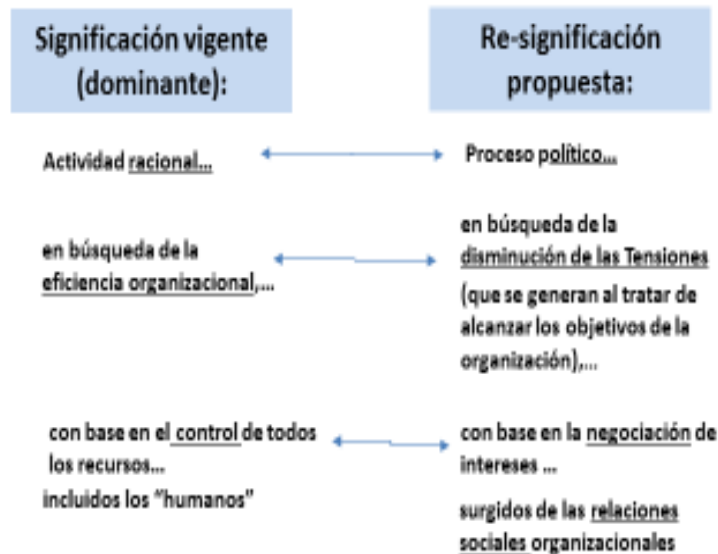 Significación vigente
(dominante):
Re-significación
propuesta:
Actividad racional...
Proceso político...
en búsqueda de la
eficiencia organizacional,...
en búsqueda de la
disminución de las Tensiones
(que se generan al tratar de
alcanzar los objetivos de la
organización),...
con base en el control de todos
los recursos...
incluidos los "humanos"
con base en la negociación de
intereses ...
surgidos de las relaciones
sociales organizacionales